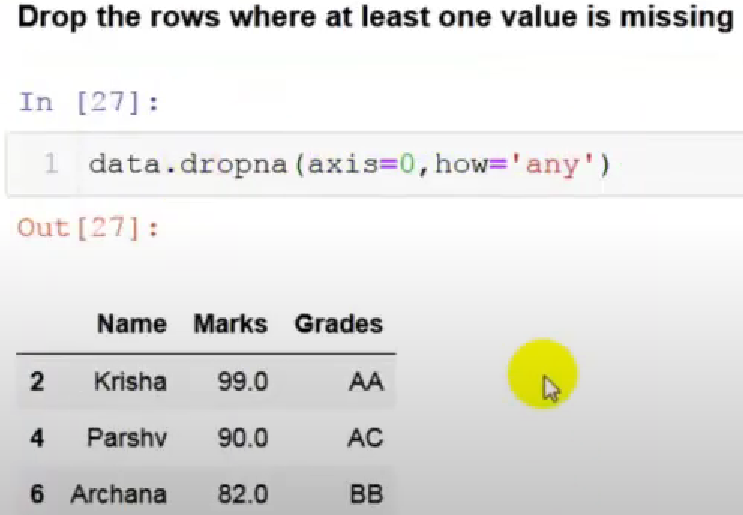 Drop the rows where at least one value is missing
In [27]:
1 data.dropna(axis=0,how='any')
Out[27]:
Name Marks Grades
2 Krisha 99.0 AA
4 Parshv 90.0 AC
6 Archana 82.0 BB